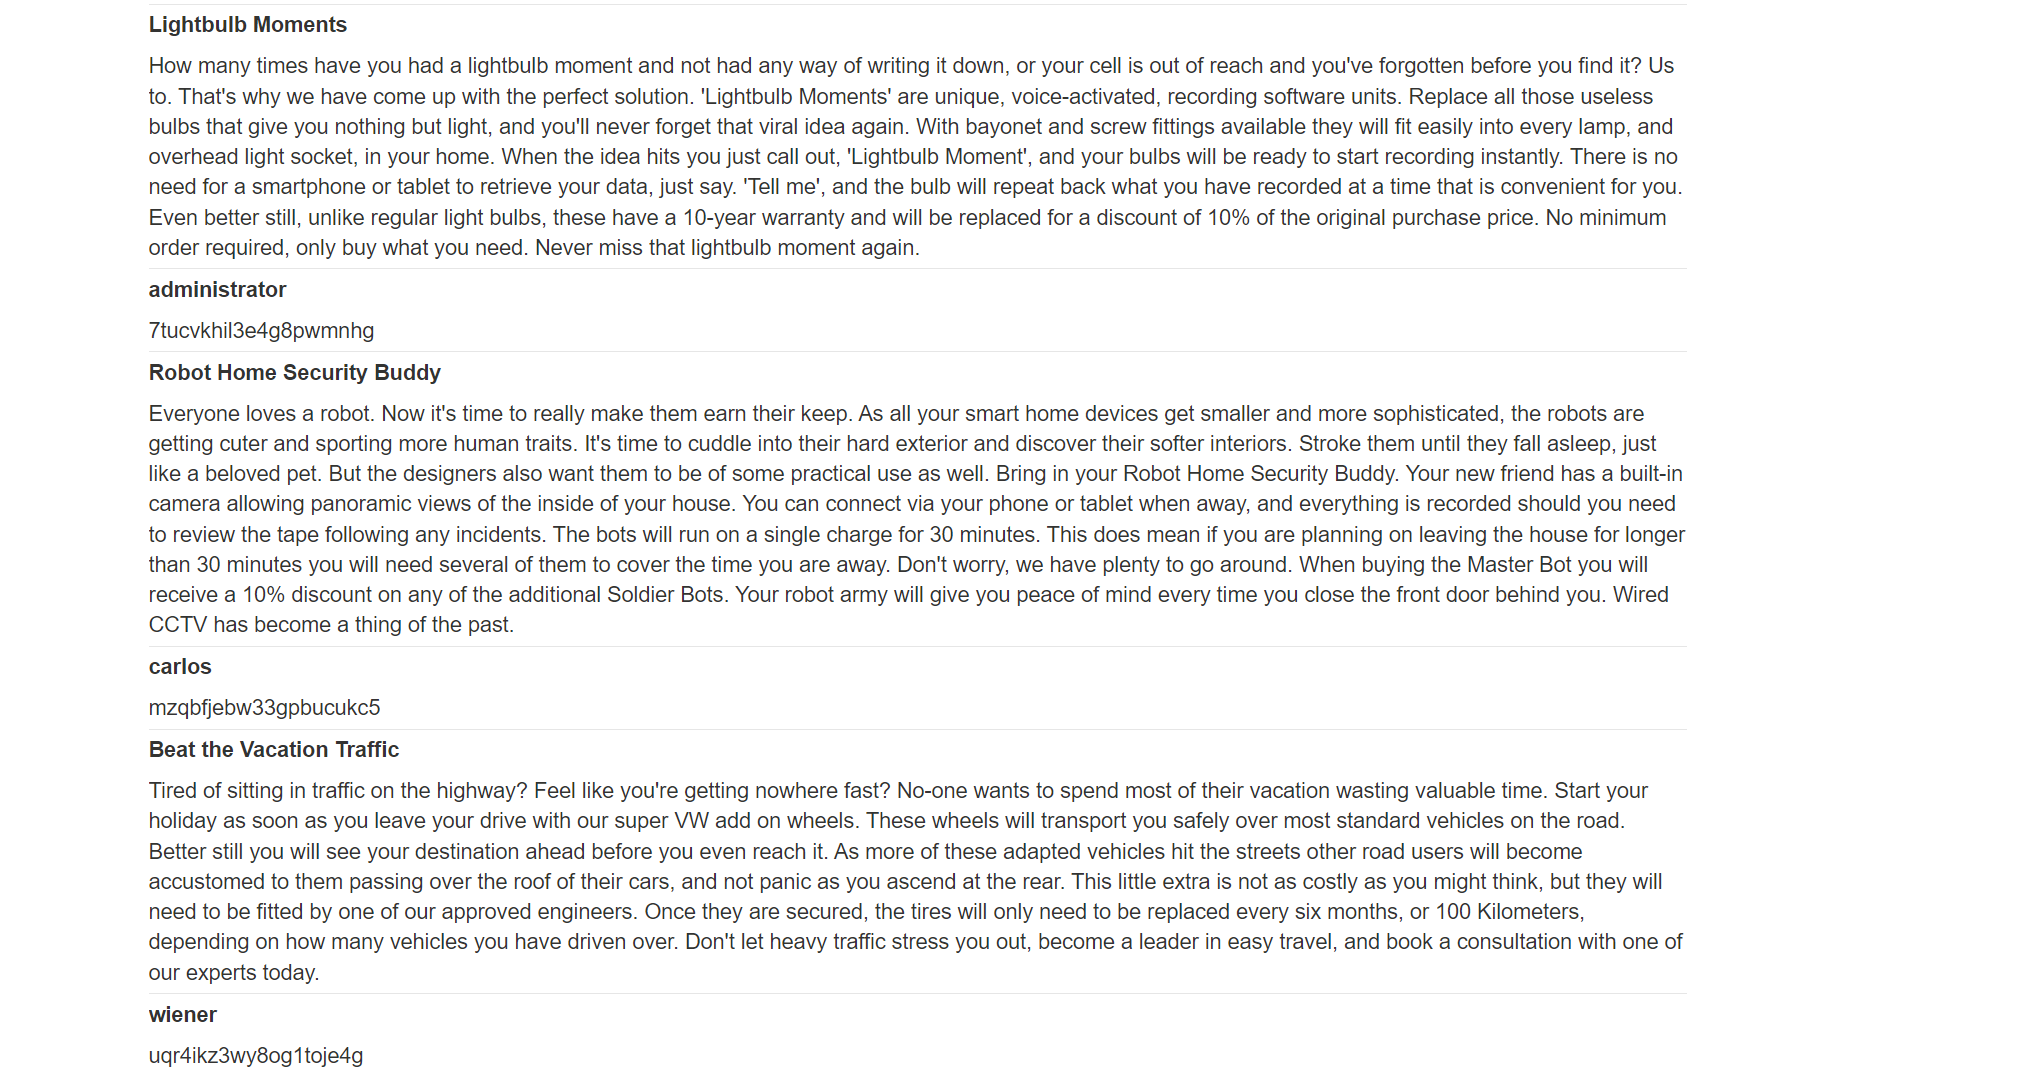 Lightbulb Moments
How many times have you had a lightbulb moment and not had any way of writing it down, or your cell is out of reach and you've forgotten before you find it? Us
to. That's why we have come up with the perfect solution. 'Lightbulb Moments' are unique, voice-activated, recording software units. Replace all those useless
bulbs that give you nothing but light, and you'll never forget that viral idea again. With bayonet and screw fittings available they will fit easily into every lamp, and
overhead light socket, in your home. When the idea hits you just call out, 'Lightbulb Moment', and your bulbs will be ready to start recording instantly. There is no
need for a smartphone or tablet to retrieve your data, just say. 'Tell me', and the bulb will repeat back what you have recorded at a time that is convenient for you.
Even better still, unlike regular light bulbs, these have a 10-year warranty and will be replaced for a discount of 10% of the original purchase price. No minimum
order required, only buy what you need. Never miss that lightbulb moment again.
administrator
7tucvkhil3e4g8pwmnhg
Robot Home Security Buddy
Everyone loves a robot. Now it's time to really make them earn their keep. As all your smart home devices get smaller and more sophisticated, the robots are
getting cuter and sporting more human traits. It's time to cuddle into their hard exterior and discover their softer interiors. Stroke them until they fall asleep, just
like a beloved pet. But the designers also want them to be of some practical use as well. Bring in your Robot Home Security Buddy. Your new friend has a built-in
camera allowing panoramic views of the inside of your house. You can connect via your phone or tablet when away, and everything is recorded should you need
to review the tape following any incidents. The bots will run on a single charge for 30 minutes. This does mean if you are planning on leaving the house for longer
than 30 minutes you will need several of them to cover the time you are away. Don't worry, we have plenty to go around. When buying the Master Bot you will
receive a 10% discount on any of the additional Soldier Bots. Your robot army will give you peace of mind every time you close the front door behind you. Wired
CCTV has become a thing of the past.
carlos
mzqbfjebw33gpbucukc5
Beat the Vacation Traffic
Tired of sitting in traffic on the highway? Feel like you're getting nowhere fast? No-one wants to spend most of their vacation wasting valuable time. Start your
holiday as soon as you leave your drive with our super VW add on wheels. These wheels will transport you safely over most standard vehicles on the road.
Better still you will see your destination ahead before you even reach it. As more of these adapted vehicles hit the streets other road users will become
accustomed to them passing over the roof of their cars, and not panic as you ascend at the rear. This little extra is not as costly as you might think, but they will
need to be fitted by one of our approved engineers. Once they are secured, the tires will only need to be replaced every six months, or 100 Kilometers,
depending on how many vehicles you have driven over. Don't let heavy traffic stress you out, become a leader in easy travel, and book a consultation with one of
our experts today.
wiener
uqr4ikz3wy8og1toje4g